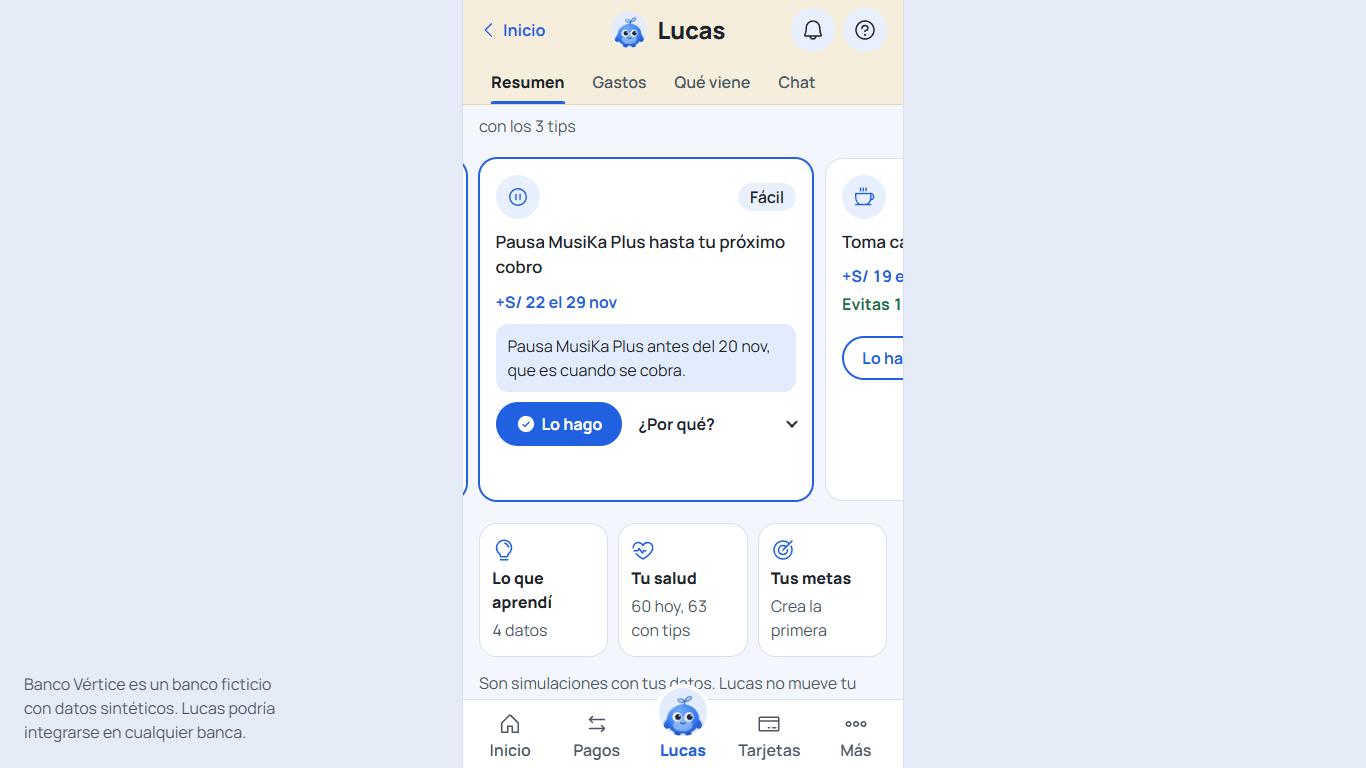 Inicio
Lucas
Resumen
Gastos
Qué viene
Chat
con los 3 tips
Fácil
Pausa MusiKa Plus hasta tu próximo
cobro
+S/ 22 el 29 nov
Pausa MusiKa Plus antes del 20 nov,
que es cuando se cobra.
Lo hago
¿Por qué?
Toma ca
+S/ 19 e
Evitas 1
Lo ha
Lo que
aprendí
4 datos
Tu salud
60 hoy, 63
con tips
Tus metas
Crea la
primera
Son simulaciones con tus datos. Lucas no mueve tu
Inicio
Pagos
Lucas
Tarjetas
Más
Banco Vértice es un banco ficticio
con datos sintéticos. Lucas podría
integrarse en cualquier banca.